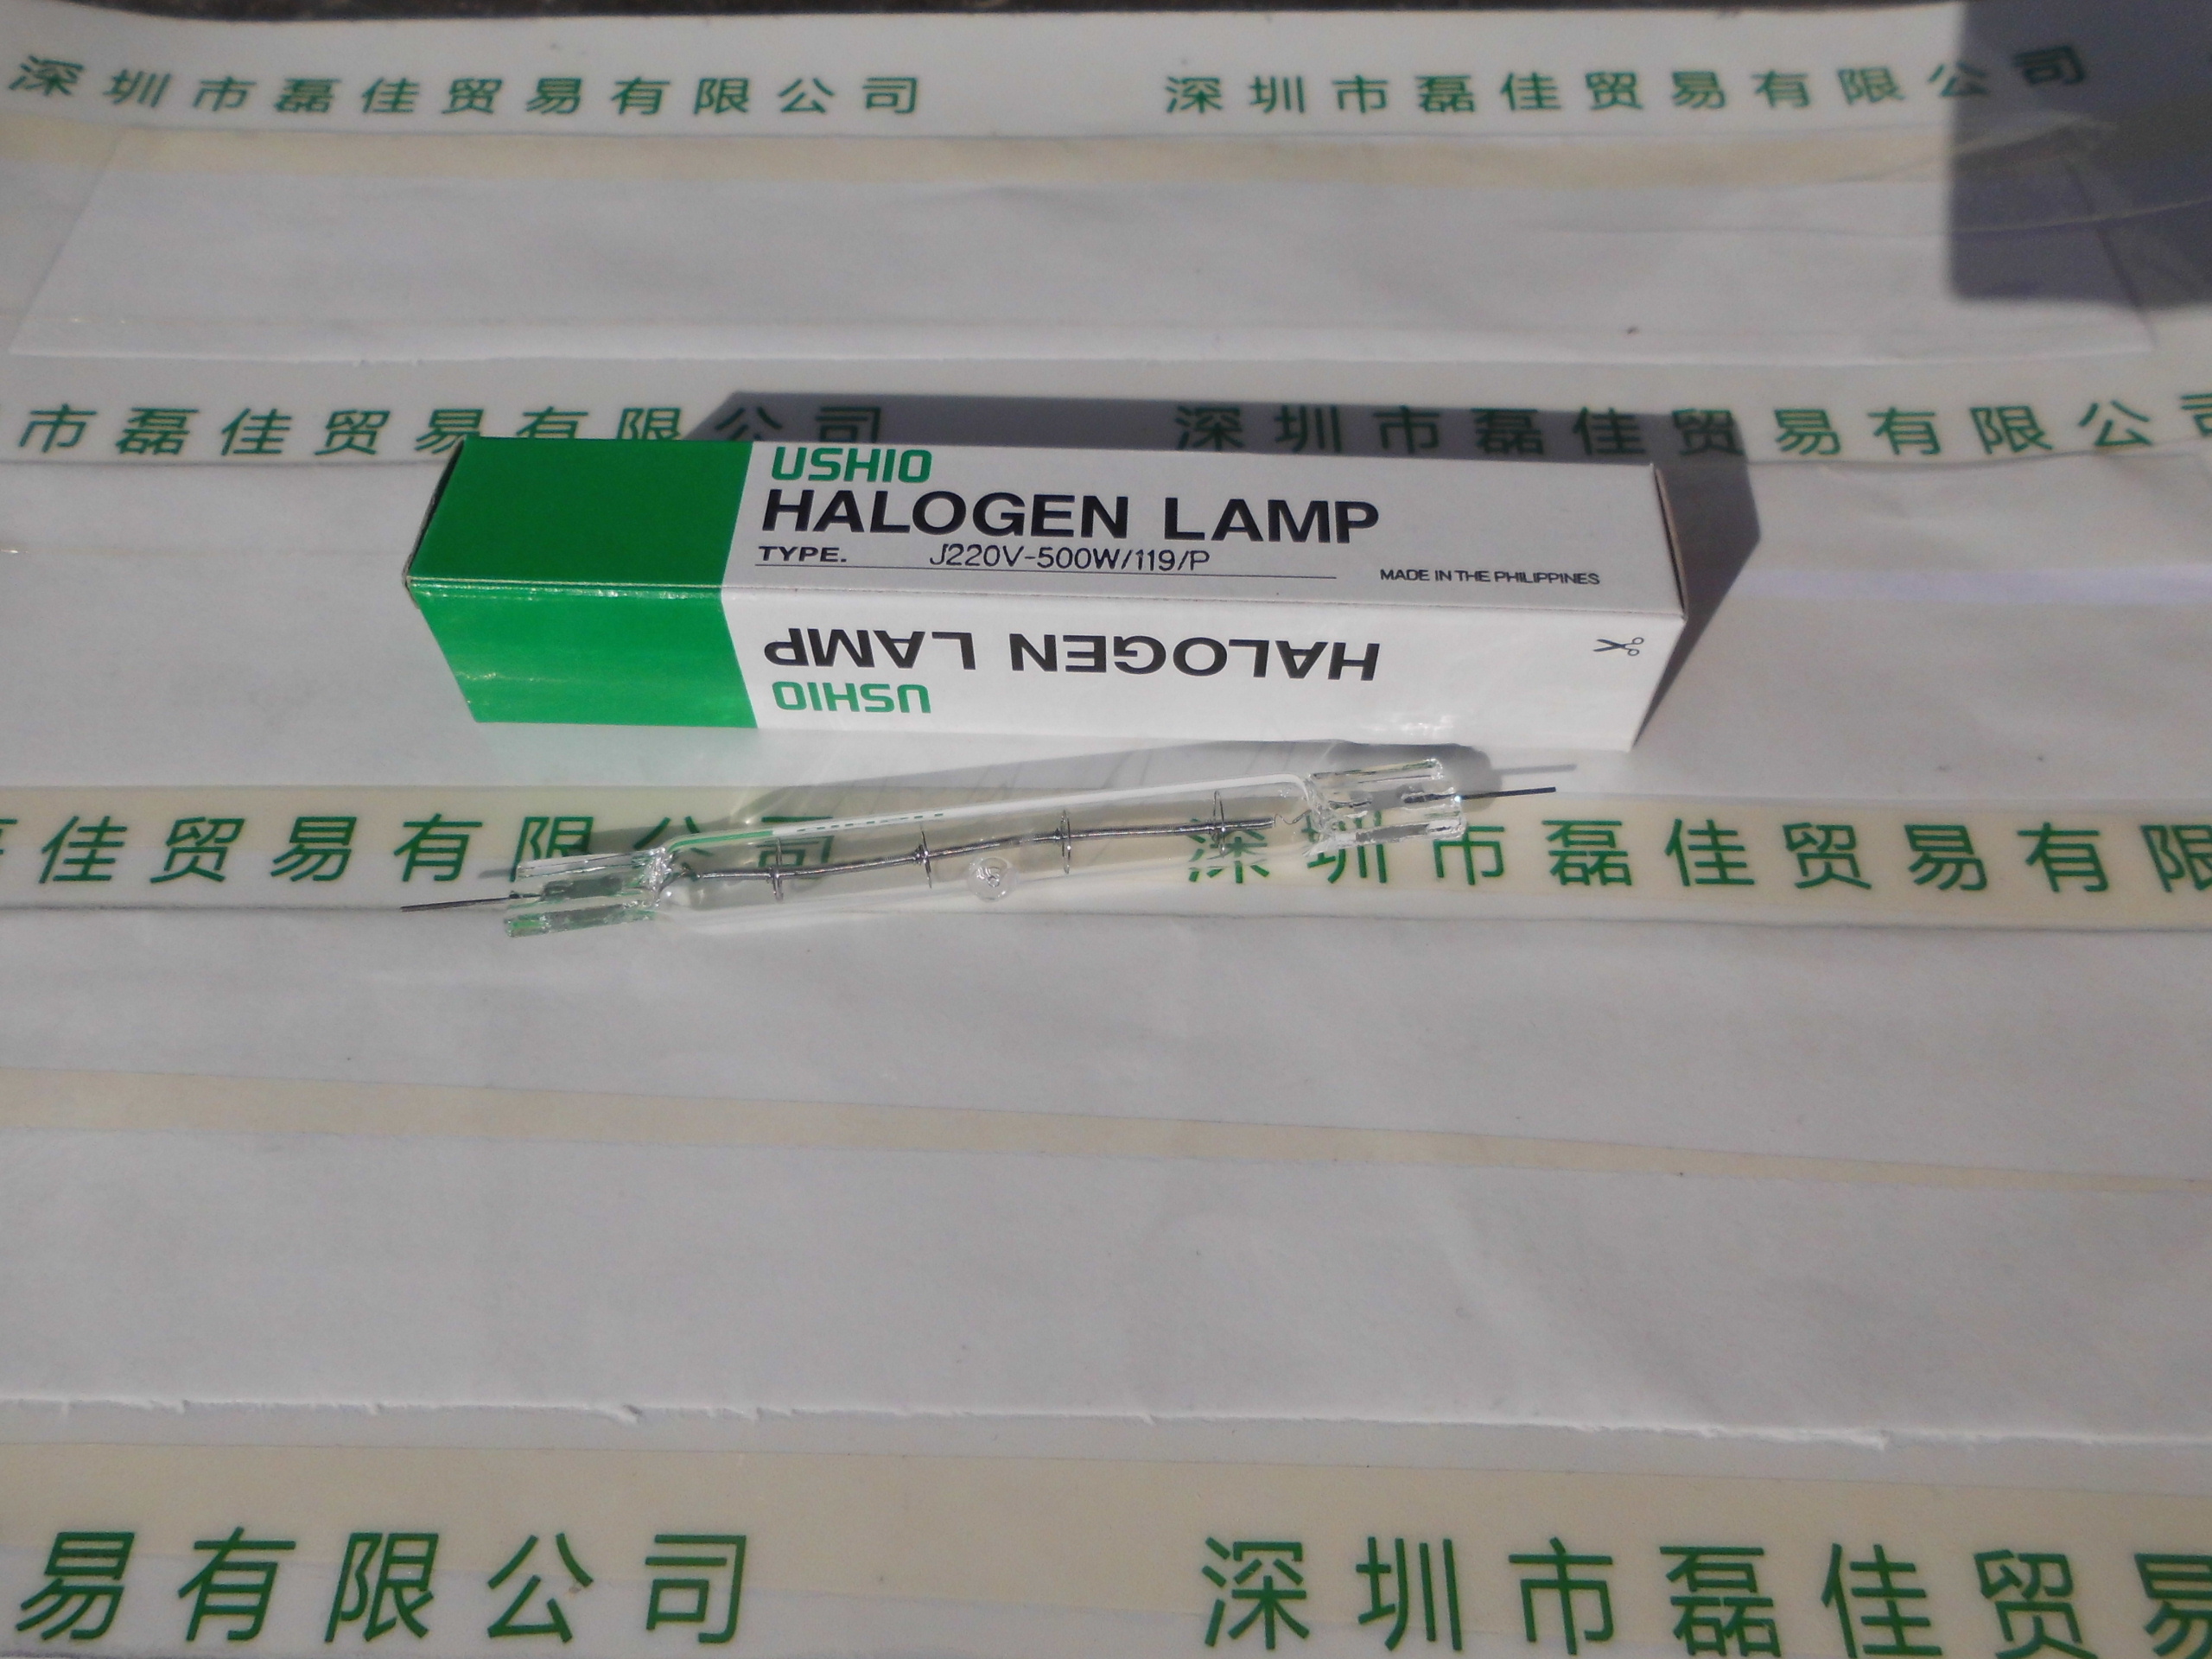 深圳市磊佳贸易有限公司 深圳市磊佳贸易有限公司
市磊佳贸易有限公司 深圳市磊佳贸易有限公
USHIO
HALOGEN LAMP
TYPE. J220V-500W/119/P
MADE IN THE PHILIPPINES
HALOGEN LAMP
USHIO
佳贸易有限公司 深圳市磊佳贸易有限
易有限公司 深圳市磊佳贸易